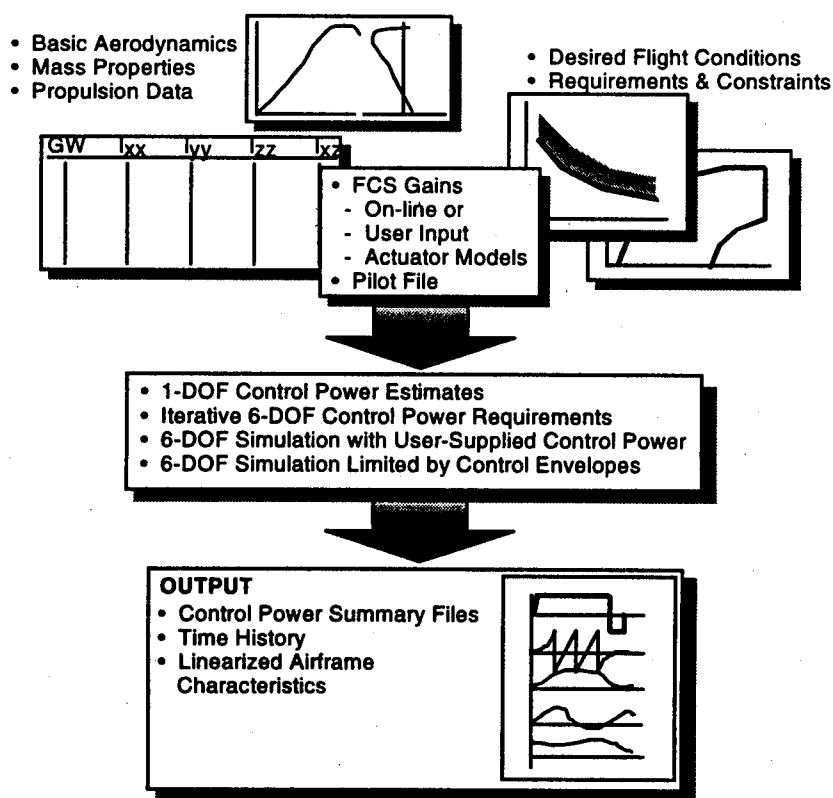 • Basic Aerodynamics
• Mass Properties
• Propulsion Data
• Desired Flight Conditions
• Requirements & Constraints
GW Ixx Iyy Izz Ixz
• FCS Gains
- On-line or
- User Input
- Actuator Models
• Pilot File
• 1-DOF Control Power Estimates
• Iterative 6-DOF Control Power Requirements
• 6-DOF Simulation with User-Supplied Control Power
• 6-DOF Simulation Limited by Control Envelopes
OUTPUT
• Control Power Summary Files
• Time History
• Linearized Airframe
Characteristics